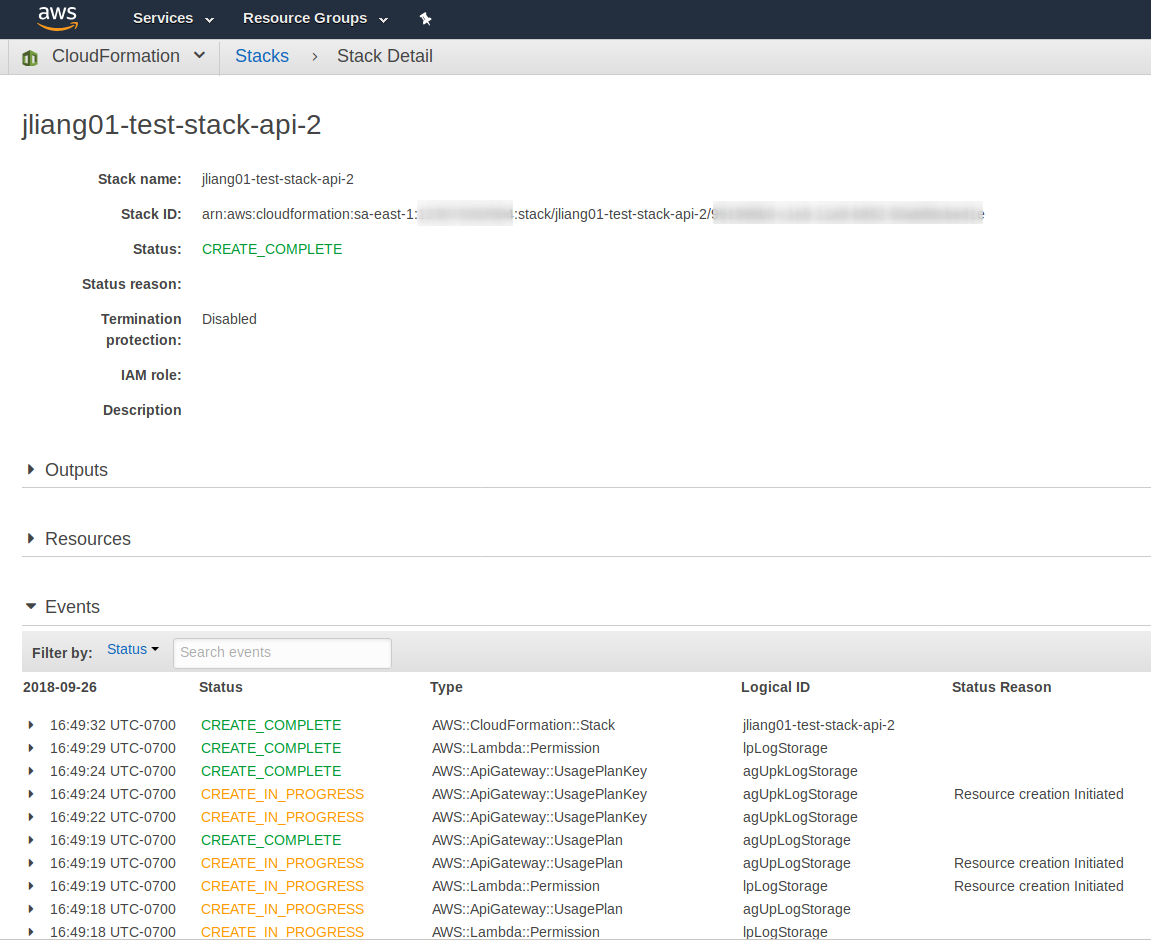 aws Services Resource Groups
CloudFormation Stacks › Stack Detail
jliang01-test-stack-api-2
Stack name: jliang01-test-stack-api-2
Stack ID: arn:aws:cloudformation:sa-east-1: :stack/jliang01-test-stack-api-2/
Status: CREATE_COMPLETE
Status reason:
Termination Disabled
protection:
IAM role:
Description
Outputs
Resources
Events
Filter by: Status Search events
2018-09-26 Status Type Logical ID Status Reason
16:49:32 UTC-0700 CREATE_COMPLETE AWS::CloudFormation::Stack jliang01-test-stack-api-2
16:49:29 UTC-0700 CREATE_COMPLETE AWS::Lambda::Permission lpLogStorage
16:49:24 UTC-0700 CREATE_COMPLETE AWS::ApiGateway::UsagePlanKey agUpkLogStorage
16:49:24 UTC-0700 CREATE_IN_PROGRESS AWS::ApiGateway::UsagePlanKey agUpkLogStorage Resource creation Initiated
16:49:22 UTC-0700 CREATE_IN_PROGRESS AWS::ApiGateway::UsagePlanKey agUpkLogStorage
16:49:19 UTC-0700 CREATE_COMPLETE AWS::ApiGateway::UsagePlan agUpLogStorage
16:49:19 UTC-0700 CREATE_IN_PROGRESS AWS::ApiGateway::UsagePlan agUpLogStorage Resource creation Initiated
16:49:19 UTC-0700 CREATE_IN_PROGRESS AWS::Lambda::Permission lpLogStorage Resource creation Initiated
16:49:18 UTC-0700 CREATE_IN_PROGRESS AWS::ApiGateway::UsagePlan agUpLogStorage
16:49:18 UTC-0700 CREATE_IN_PROGRESS AWS::Lambda::Permission lpLogStorage